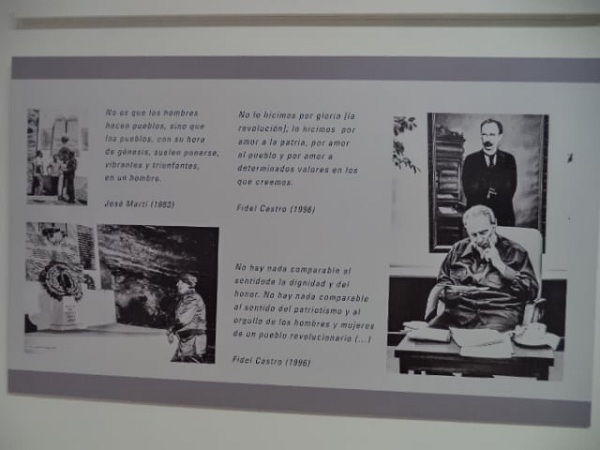 No es que los hombres
hacen pueblos, sino que
los pueblos, con su hora
de génesis, suelen ponerse,
vibrantes y triunfantes,
en un hombre.
José Martí
No lo hicimos por gloria [la
revolución]; lo hicimos por
amor a la patria, por amor
al pueblo y por amor a
determinados valores en los
que creemos.
Fidel Castro
No hay nada comparable al
sentidode la dignidad y del
honor. No hay nada comparable
al sentido del patriotismo y al
orgullo de los hombres y mujeres
de un pueblo revolucionario (...)
Fidel Castro (1996)